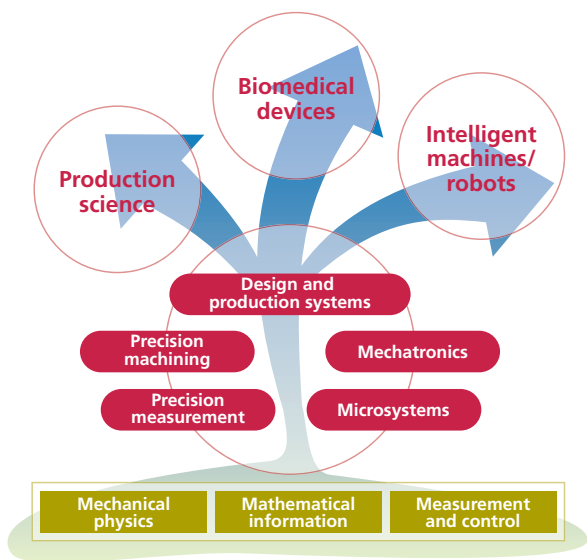 Biomedical
devices
Intelligent
machines/
robots
Production
science
Design and
production systems
Precision
machining
Mechatronics
Precision
measurement
Microsystems
Mechanical
physics
Mathematical
information
Measurement
and control